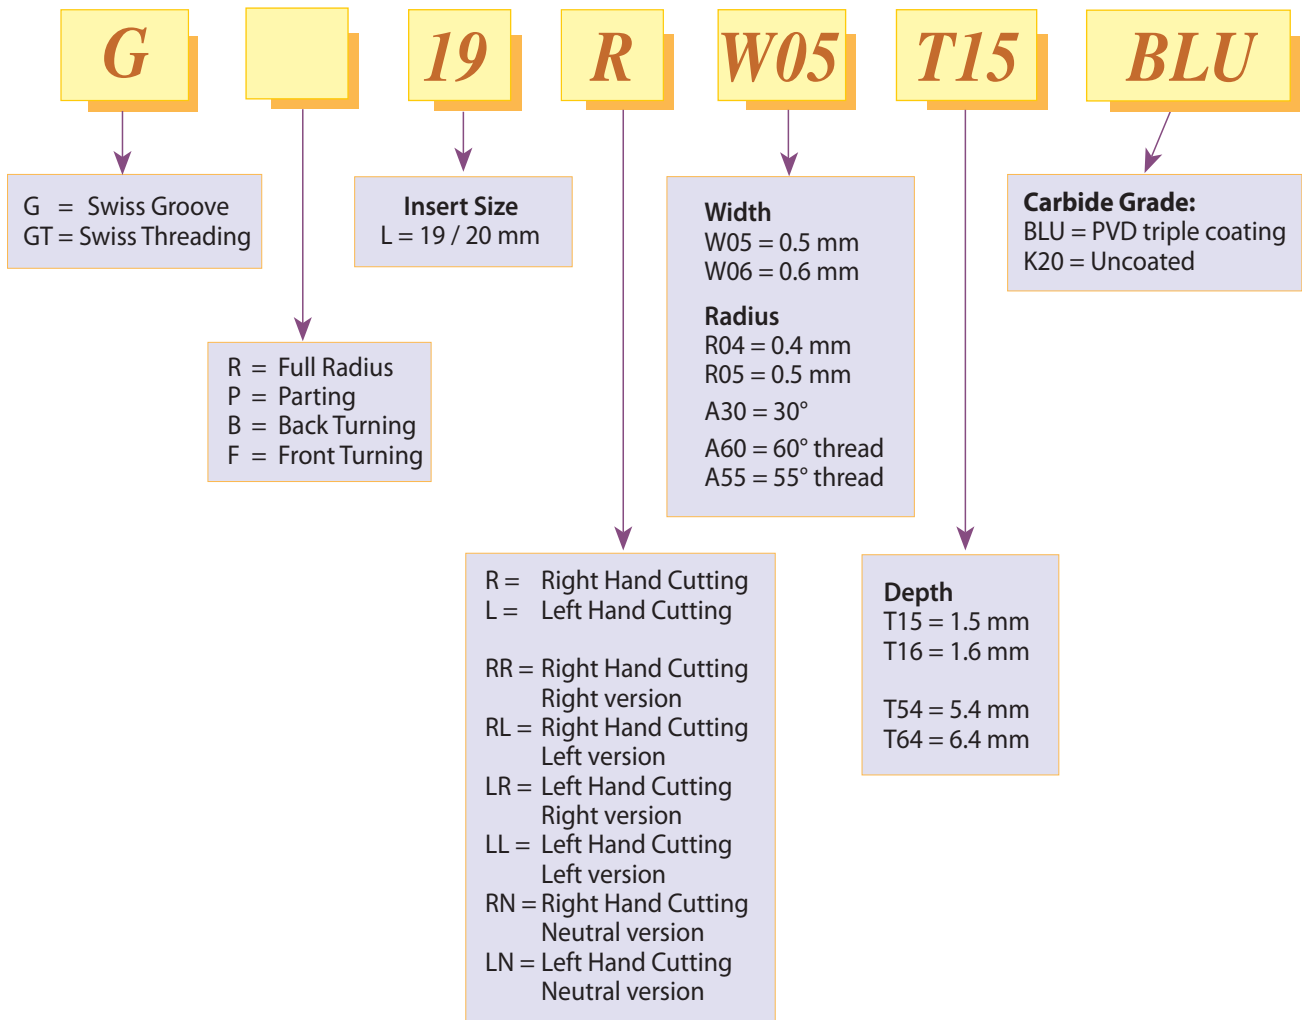 G 19 R W05 T15 BLU
G = Swiss Groove
GT = Swiss Threading
R = Full Radius
P = Parting
B = Back Turning
F = Front Turning
Insert Size
L = 19 / 20 mm
R = Right Hand Cutting
L = Left Hand Cutting
RR = Right Hand Cutting
Right version
RL = Right Hand Cutting
Left version
LR = Left Hand Cutting
Right version
LL = Left Hand Cutting
Left version
RN = Right Hand Cutting
Neutral version
LN = Left Hand Cutting
Neutral version
Width
W05 = 0.5 mm
W06 = 0.6 mm
Radius
R04 = 0.4 mm
R05 = 0.5 mm
A30 = 30°
A60 = 60° thread
A55 = 55° thread
Depth
T15 = 1.5 mm
T16 = 1.6 mm
T54 = 5.4 mm
T64 = 6.4 mm
Carbide Grade:
BLU = PVD triple coating
K20 = Uncoated